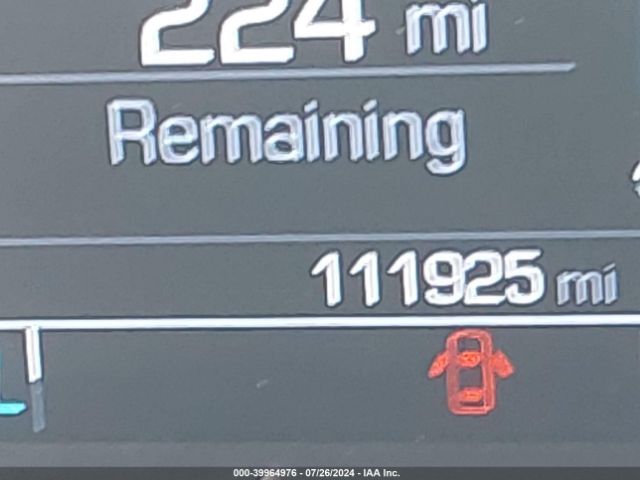 224 mi
Remaining
111925 mi
000-39964976 - 07/26/2024 - IAA Inc.